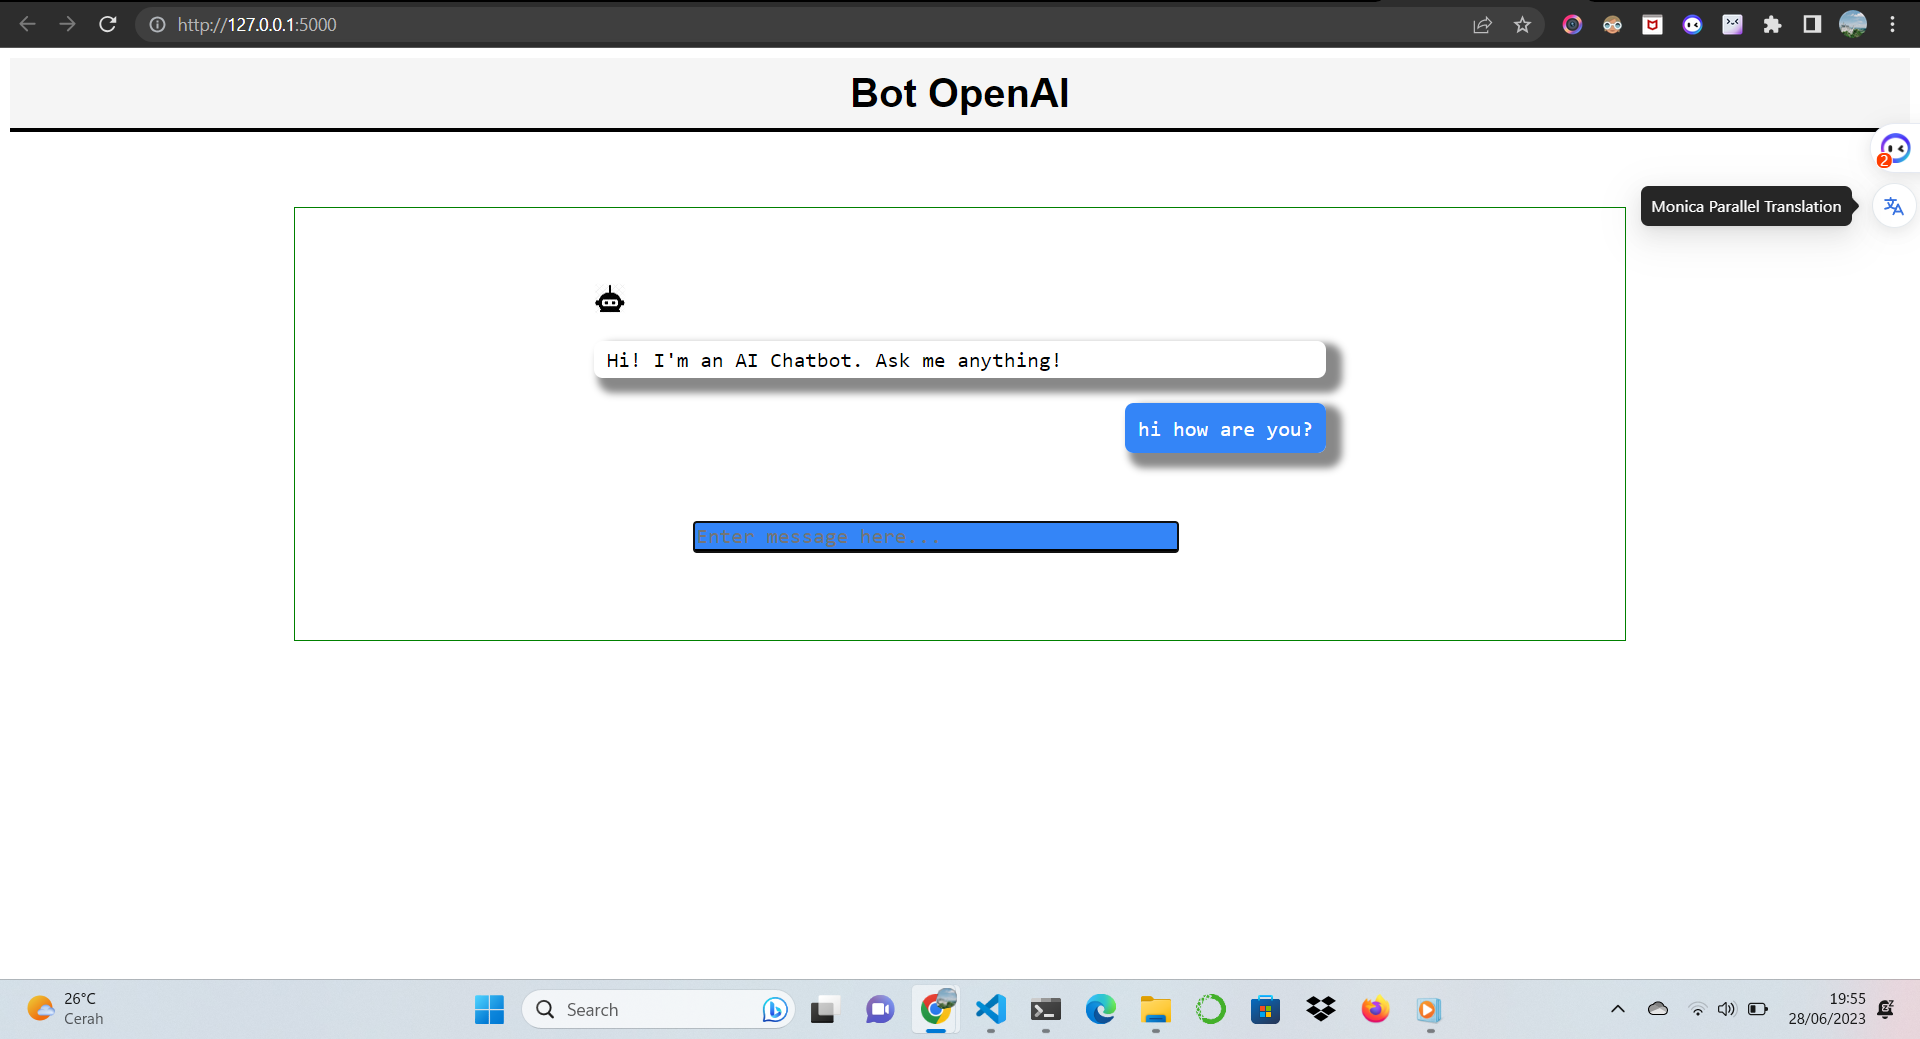 http://127.0.0.1:5000
Bot OpenAI
2
Monica Parallel Translation
Hi! I'm an AI Chatbot. Ask me anything!
hi how are you?
Enter message here...
26°C
Cerah
Search
19:55
28/06/2023